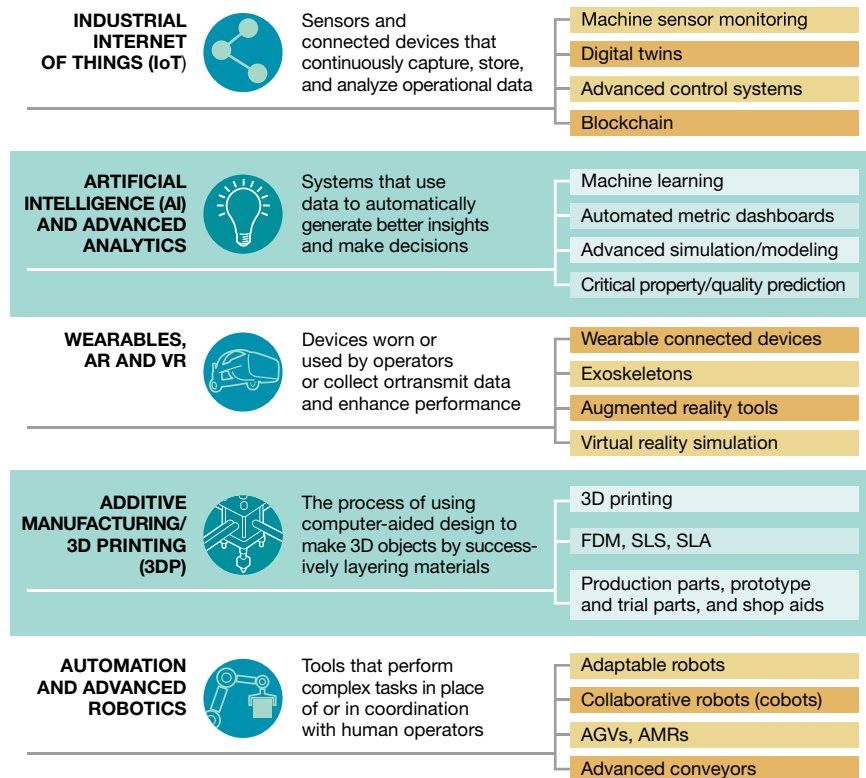 INDUSTRIAL
INTERNET
OF THINGS (IoT)
Sensors and
connected devices that
continuously capture, store,
and analyze operational data
Machine sensor monitoring
Digital twins
Advanced control systems
Blockchain
ARTIFICIAL
INTELLIGENCE (AI)
AND ADVANCED
ANALYTICS
Systems that use
data to automatically
generate better insights
and make decisions
Machine learning
Automated metric dashboards
Advanced simulation/modeling
Critical property/quality prediction
WEARABLES,
AR AND VR
Devices worn or
used by operators
or collect ortransmit data
and enhance performance
Wearable connected devices
Exoskeletons
Augmented reality tools
Virtual reality simulation
ADDITIVE
MANUFACTURING/
3D PRINTING
(3DP)
The process of using
computer-aided design to
make 3D objects by success-
ively layering materials
3D printing
FDM, SLS, SLA
Production parts, prototype
and trial parts, and shop aids
AUTOMATION
AND ADVANCED
ROBOTICS
Tools that perform
complex tasks in place
of or in coordination
with human operators
Adaptable robots
Collaborative robots (cobots)
AGVs, AMRs
Advanced conveyors